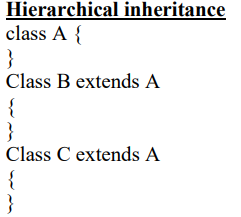 Hierarchical inheritance
class A {
}
Class B extends A
{
}
Class C extends A
{
}